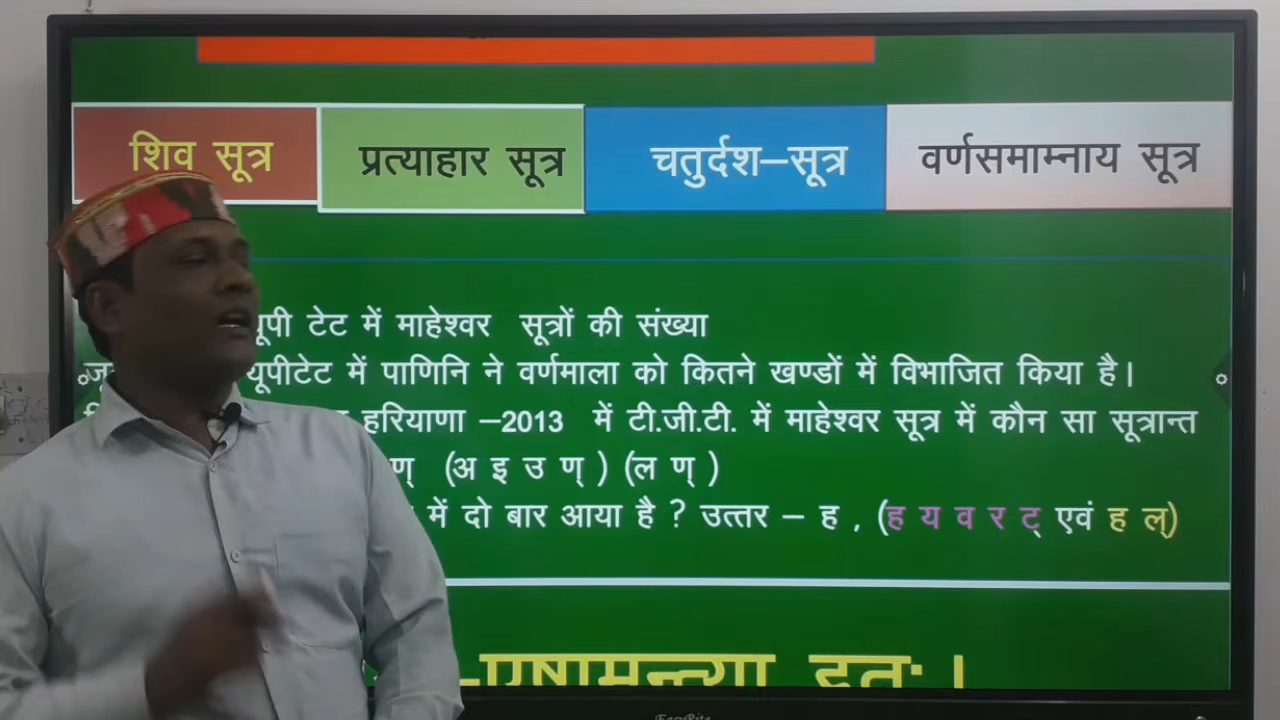 शिव सूत्र
प्रत्याहार सूत्र
चतुर्दश–सूत्र
वर्णसमाम्नाय सूत्र
यूपी टेट में माहेश्वर सूत्रों की संख्या
यूपीटेट में पाणिनि ने वर्णमाला को कितने खण्डों में विभाजित किया है।
हरियाणा –2013 में टी.जी.टी. में माहेश्वर सूत्र में कौन सा सूत्रान्त
ण् (अ इ उ ण् ) (ल ण् )
में दो बार आया है ? उत्तर – ह , (ह य व र ट् एवं ह ल्)